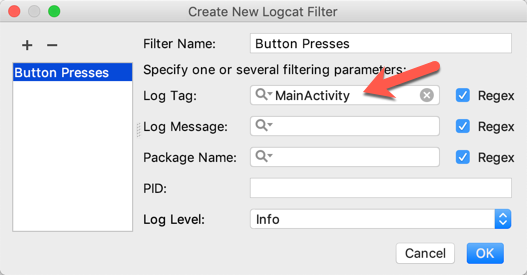 Create New Logcat Filter
Filter Name: Button Presses
Button Presses
Specify one or several filtering parameters:
Log Tag: MainActivity Regex
Log Message: Regex
Package Name: Regex
PID:
Log Level: Info
Cancel OK